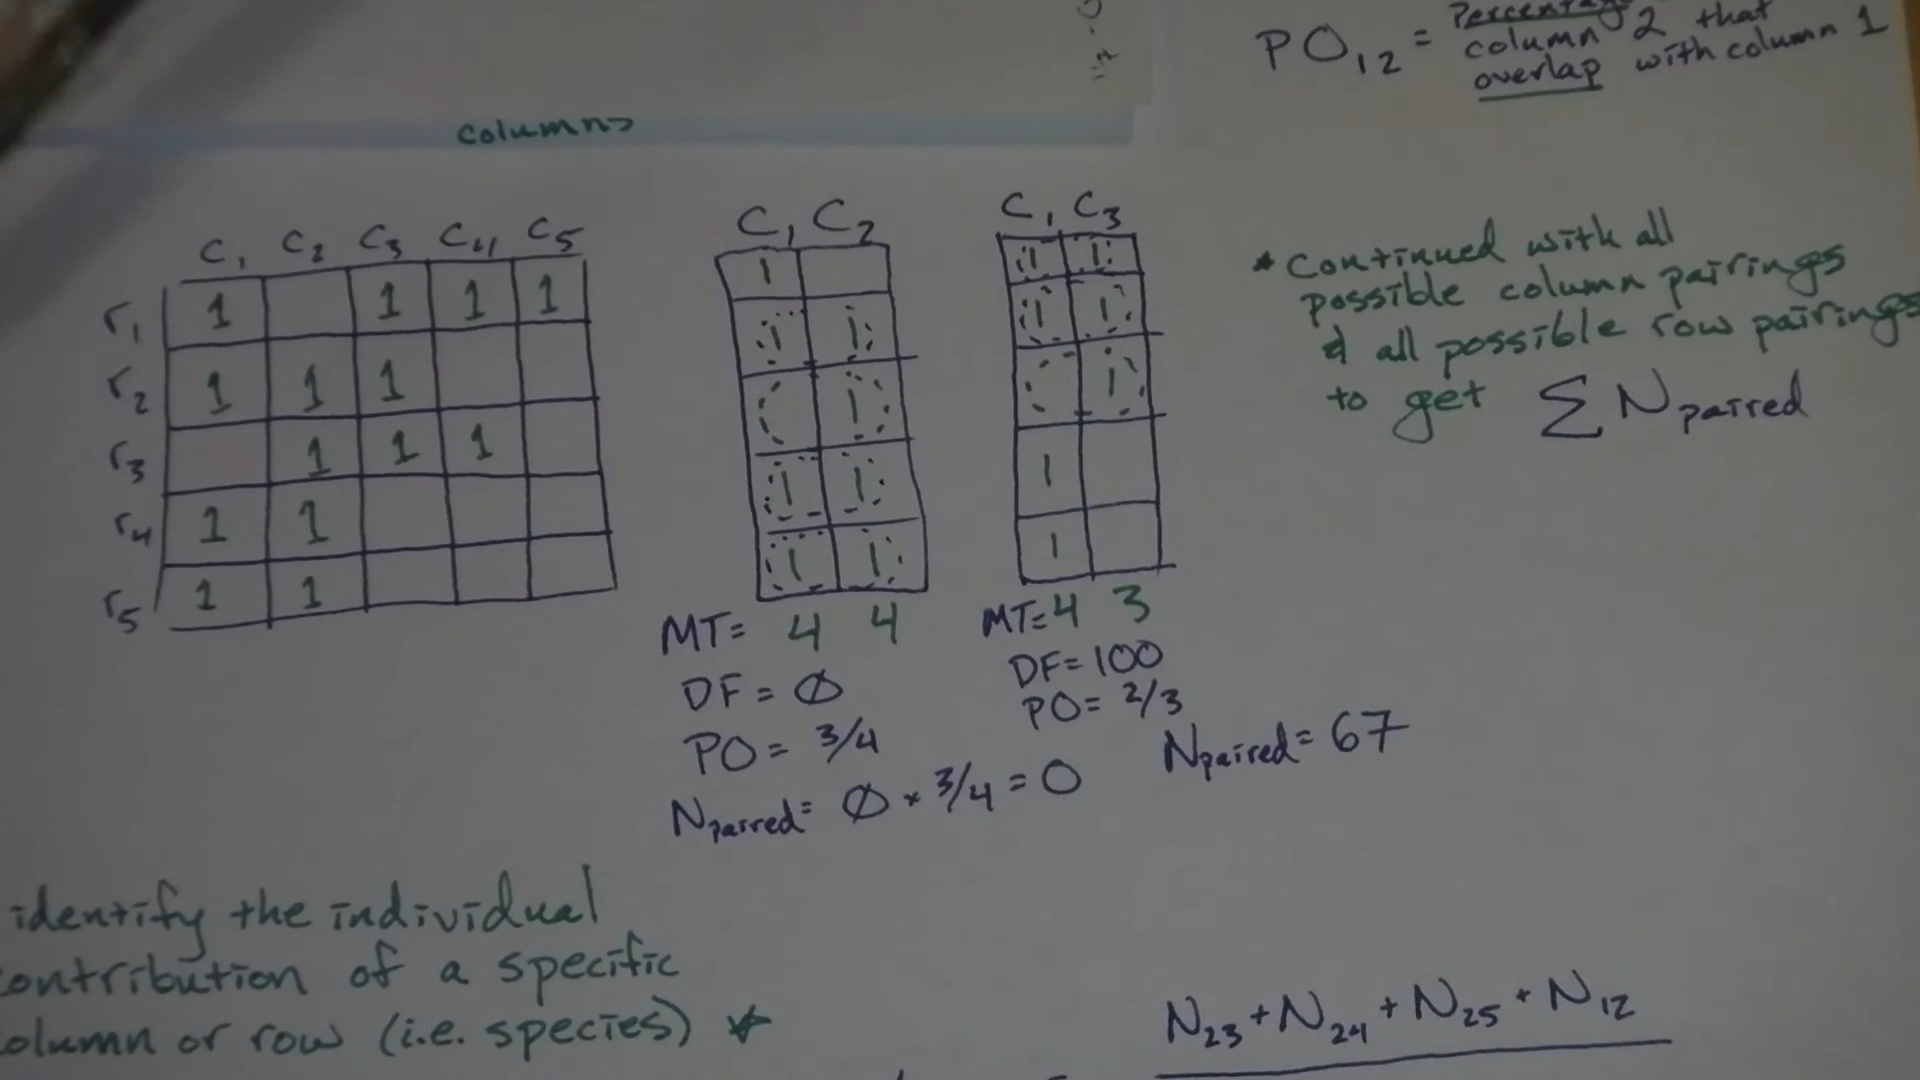 PO₁₂ =
column 2 that
overlap with column 1
columns
C₁ C₂ C₃ C₄ C₅
r₁ 1 1 1 1
r₂ 1 1 1
r₃ 1 1 1
r₄ 1 1
r₅ 1 1
C₁ C₂
1
1 1
1
1 1
1 1
MT= 4 4
DF = Ø
PO = 3/4
Npaired = Ø × 3/4 = 0
C₁ C₃
1 1
1 1
1
1
1
MT= 4 3
DF= 100
PO= 2/3
Npaired = 67
* Continued with all
possible column pairings
& all possible row pairings
to get Σ Npaired
identify the individual
contribution of a specific
column or row (i.e. species) *
N₂₃ + N₂₄ + N₂₅ + N₁₂